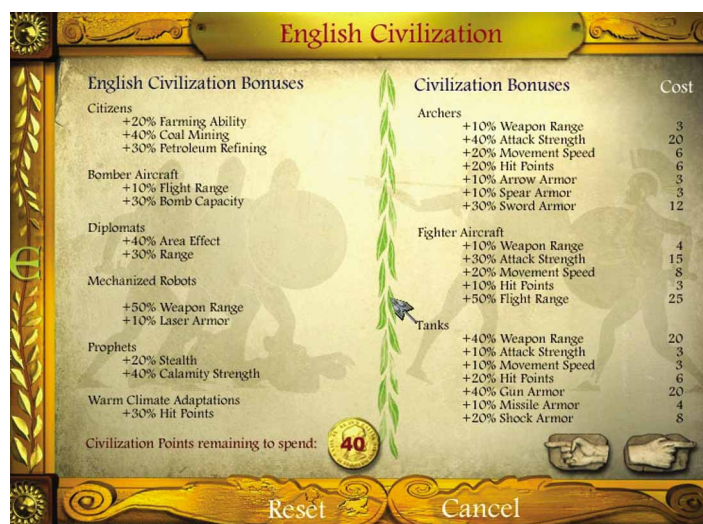 English Civilization
English Civilization Bonuses
Citizens
+20% Farming Ability
+40% Coal Mining
+30% Petroleum Refining
Bomber Aircraft
+10% Flight Range
+30% Bomb Capacity
Diplomats
+40% Area Effect
+30% Range
Mechanized Robots
+50% Weapon Range
+10% Laser Armor
Prophets
+20% Stealth
+40% Calamity Strength
Warm Climate Adaptations
+30% Hit Points
Civilization Points remaining to spend: 40
Civilization Bonuses Cost
Archers
+10% Weapon Range 3
+40% Attack Strength 20
+20% Movement Speed 6
+20% Hit Points 6
+10% Arrow Armor 3
+10% Spear Armor 3
+30% Sword Armor 12
Fighter Aircraft
+10% Weapon Range 4
+30% Attack Strength 15
+20% Movement Speed 8
+10% Hit Points 3
+50% Flight Range 25
Tanks
+40% Weapon Range 20
+10% Attack Strength 3
+10% Movement Speed 3
+20% Hit Points 6
+40% Gun Armor 20
+10% Missile Armor 4
+20% Shock Armor 8
Reset Cancel